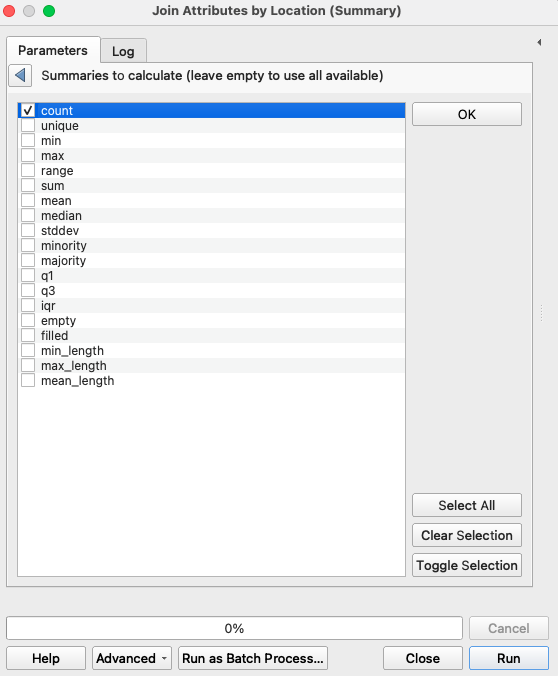 Join Attributes by Location (Summary)
Parameters
Log
Summaries to calculate (leave empty to use all available)
count
OK
unique
min
max
range
sum
mean
median
stddev
minority
majority
q1
q3
iqr
empty
filled
min_length
max_length
mean_length
Select All
Clear Selection
Toggle Selection
0%
Cancel
Help
Advanced
Run as Batch Process...
Close
Run